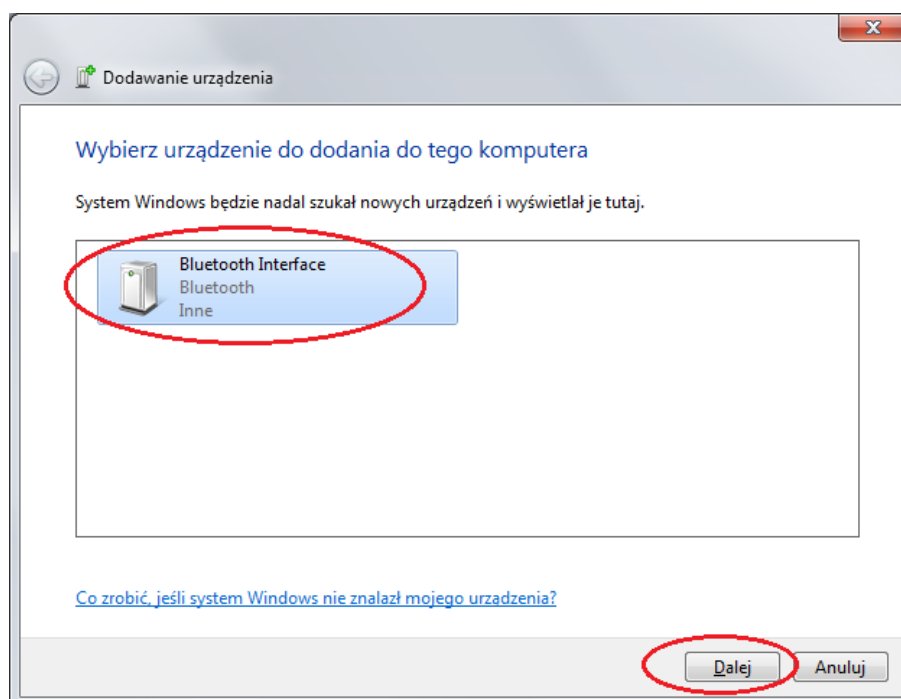 Dodawanie urządzenia
Wybierz urządzenie do dodania do tego komputera
System Windows będzie nadal szukał nowych urządzeń i wyświetlał je tutaj.
Bluetooth Interface
Bluetooth
Inne
Co zrobić, jeśli system Windows nie znalazł mojego urządzenia?
Dalej Anuluj